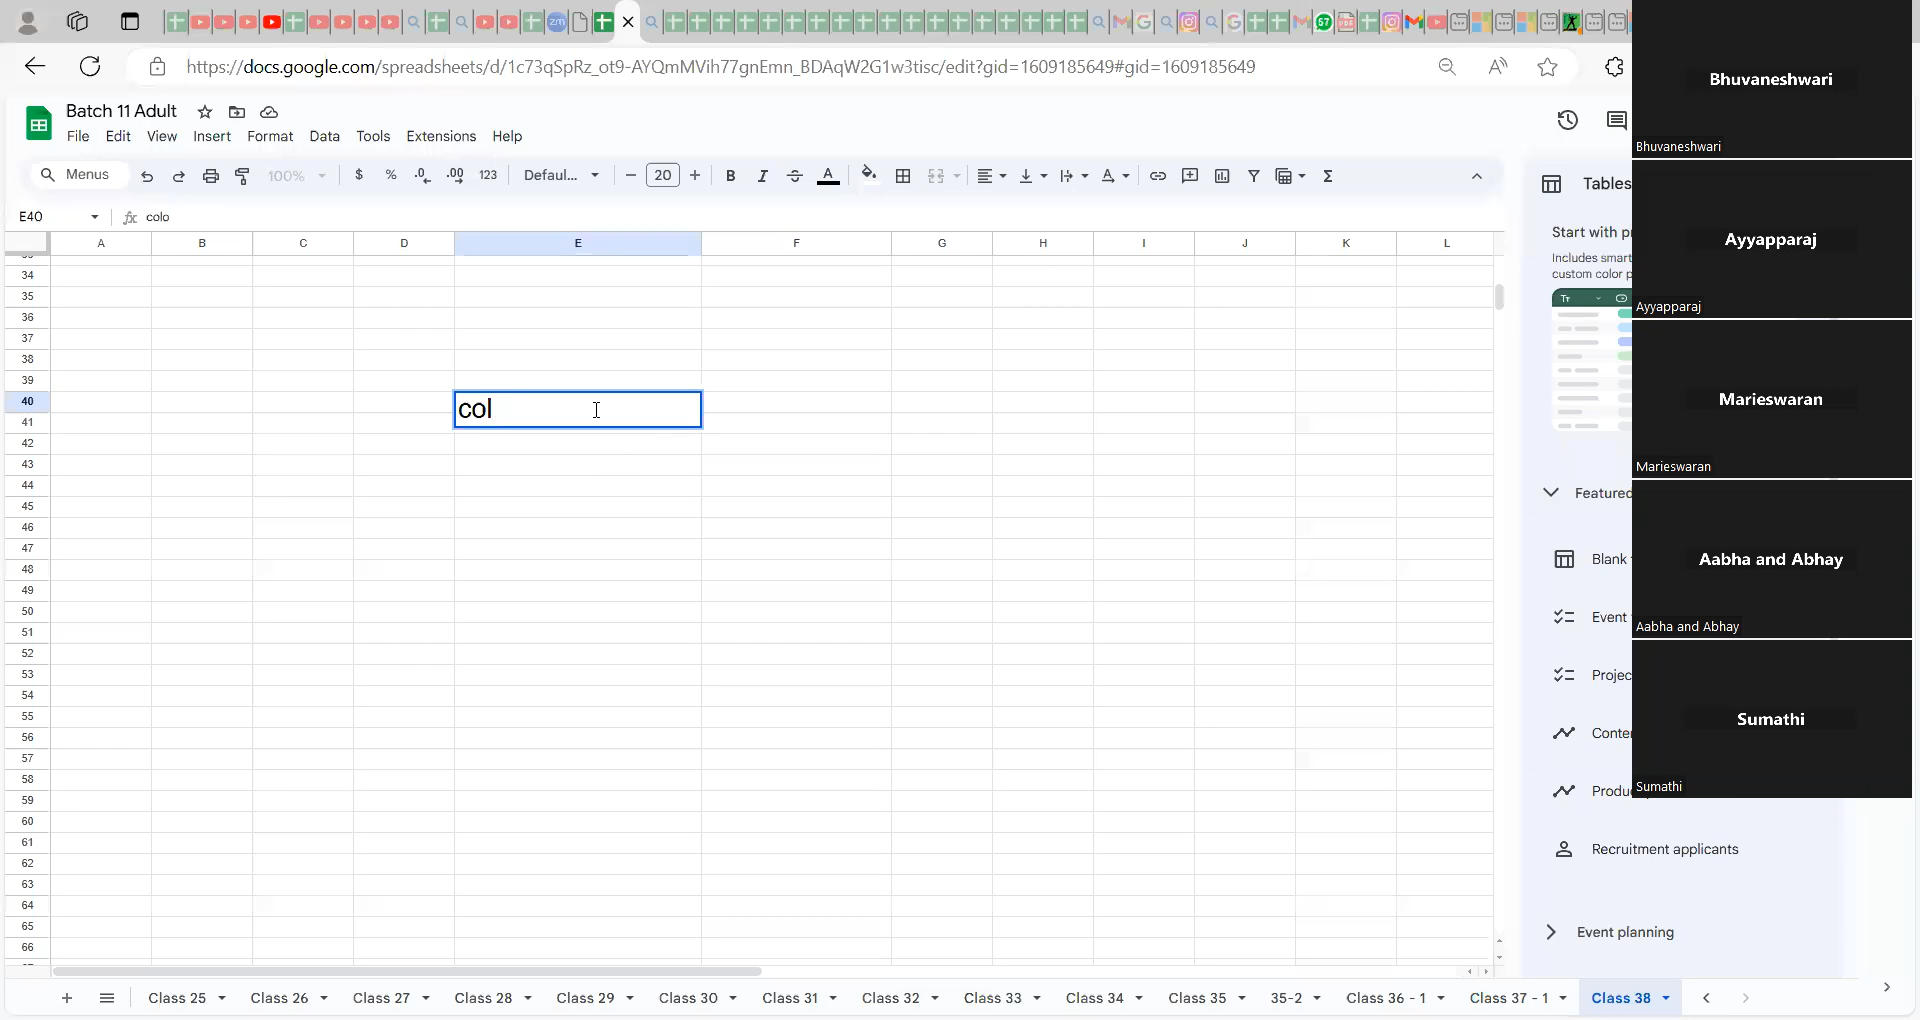 https://docs.google.com/spreadsheets/d/1c73qSpRz_ot9-AYQmMVih77gnEmn_BDAqW2G1w3tisc/edit?gid=1609185649#gid=1609185649
Batch 11 Adult
File Edit View Insert Format Data Tools Extensions Help
Menus 100% $ % .0 .00 123 Defaul... 20 B I S A
E40 fx colo
A B C D E F G H I J K L
34
35
36
37
38
39
40
col
41
42
43
44
45
46
47
48
49
50
51
52
53
54
55
56
57
58
59
60
61
62
63
64
65
66
Tables
Start with p
Includes smart
custom color p
Featured
Blank
Event
Projec
Conte
Produ
Recruitment applicants
Event planning
Bhuvaneshwari
Bhuvaneshwari
Ayyapparaj
Ayyapparaj
Marieswaran
Marieswaran
Aabha and Abhay
Aabha and Abhay
Sumathi
Sumathi
Class 25 Class 26 Class 27 Class 28 Class 29 Class 30 Class 31 Class 32 Class 33 Class 34 Class 35 35-2 Class 36 - 1 Class 37 - 1 Class 38